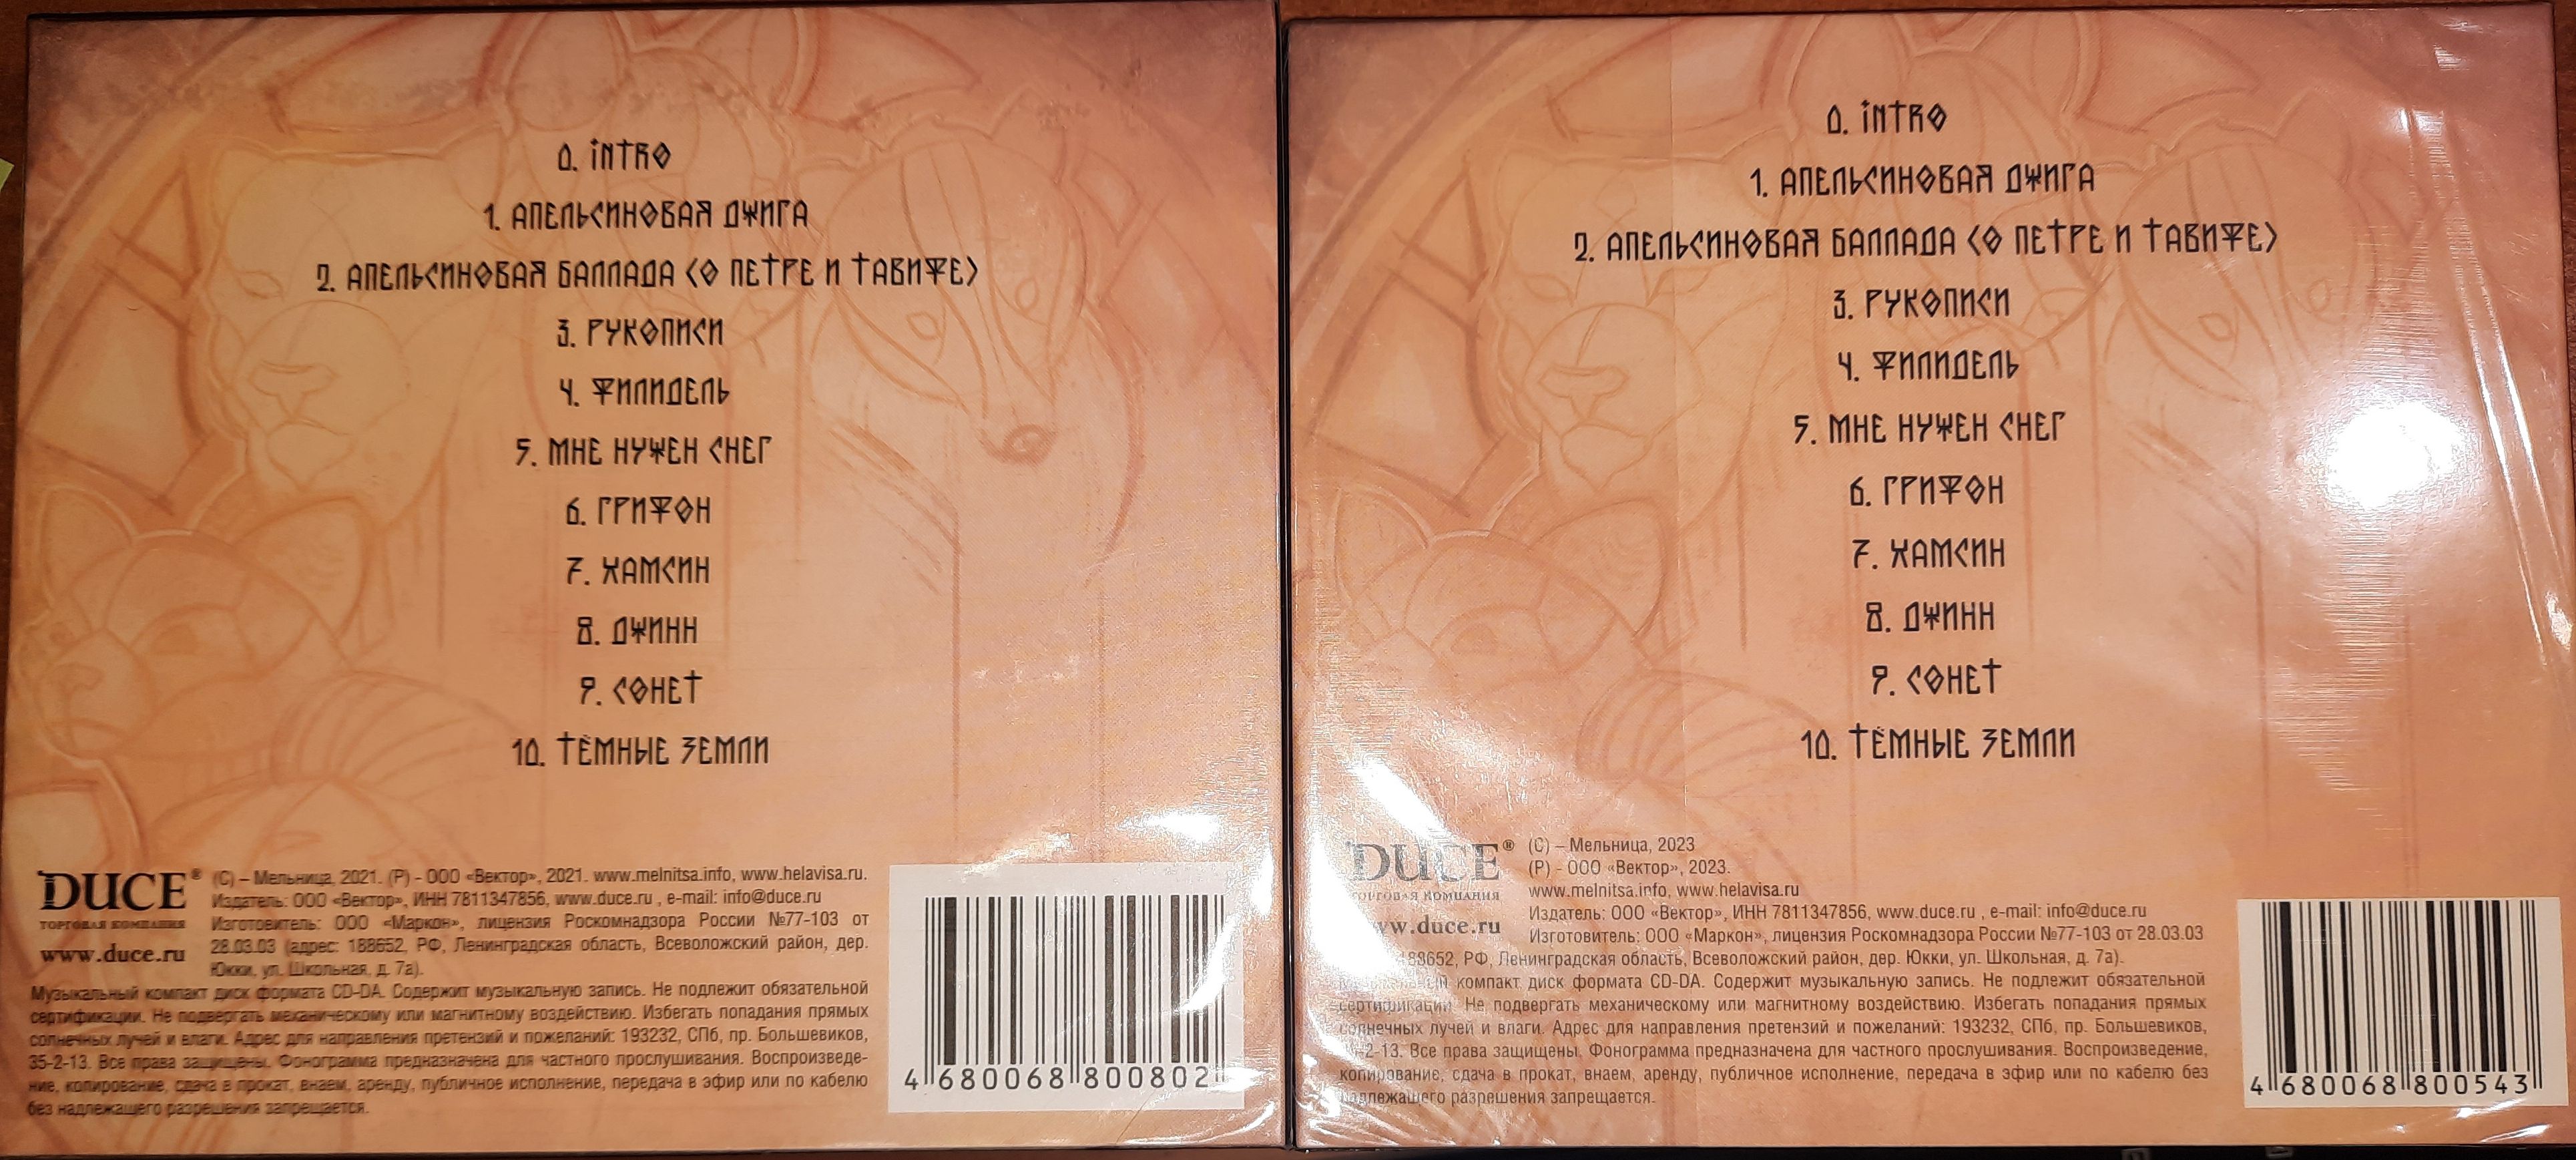 0. INTRO
1. АПЕЛЬСИНОВАЯ ДЖИГА
2. АПЕЛЬСИНОВАЯ БАЛЛАДА <О ПЕТРЕ И ТАВИФЕ>
3. РУКОПИСИ
4. ФИЛИДЕЛЬ
5. МНЕ НУЖЕН СНЕГ
6. ГРИФОН
7. ХАМСИН
8. ДЖИНН
9. СОНЕТ
10. ТЁМНЫЕ ЗЕМЛИ
DUCE®
ТОРГОВАЯ КОМПАНИЯ
www.duce.ru
(C) – Мельница, 2021. (P) - ООО «Вектор», 2021. www.melnitsa.info, www.helavisa.ru.
Издатель: ООО «Вектор», ИНН 7811347856, www.duce.ru , e-mail: info@duce.ru
Изготовитель: ООО «Маркон», лицензия Роскомнадзора России №77-103 от
28.03.03 (адрес: 188652, РФ, Ленинградская область, Всеволожский район, дер.
Юкки, ул. Школьная, д. 7а).
Музыкальный компакт диск формата CD-DA. Содержит музыкальную запись. Не подлежит обязательной
сертификации. Не подвергать механическому или магнитному воздействию. Избегать попадания прямых
солнечных лучей и влаги. Адрес для направления претензий и пожеланий: 193232, СПб, пр. Большевиков,
35-2-13. Все права защищены. Фонограмма предназначена для частного прослушивания. Воспроизведе-
ние, копирование, сдача в прокат, внаем, аренду, публичное исполнение, передача в эфир или по кабелю
без надлежащего разрешения запрещается.
4 680068 800802
0. INTRO
1. АПЕЛЬСИНОВАЯ ДЖИГА
2. АПЕЛЬСИНОВАЯ БАЛЛАДА <О ПЕТРЕ И ТАВИФЕ>
3. РУКОПИСИ
4. ФИЛИДЕЛЬ
5. МНЕ НУЖЕН СНЕГ
6. ГРИФОН
7. ХАМСИН
8. ДЖИНН
9. СОНЕТ
10. ТЁМНЫЕ ЗЕМЛИ
DUCE®
ТОРГОВАЯ КОМПАНИЯ
www.duce.ru
(C) – Мельница, 2023
(P) - ООО «Вектор», 2023.
www.melnitsa.info, www.helavisa.ru
Издатель: ООО «Вектор», ИНН 7811347856, www.duce.ru , e-mail: info@duce.ru
Изготовитель: ООО «Маркон», лицензия Роскомнадзора России №77-103 от 28.03.03
188652, РФ, Ленинградская область, Всеволожский район, дер. Юкки, ул. Школьная, д. 7а).
компакт диск формата CD-DA. Содержит музыкальную запись. Не подлежит обязательной
сертификации. Не подвергать механическому или магнитному воздействию. Избегать попадания прямых
солнечных лучей и влаги. Адрес для направления претензий и пожеланий: 193232, СПб, пр. Большевиков,
Все права защищены. Фонограмма предназначена для частного прослушивания. Воспроизведение,
копирование, сдача в прокат, внаем, аренду, публичное исполнение, передача в эфир или по кабелю без
надлежащего разрешения запрещается.
4 680068 800543